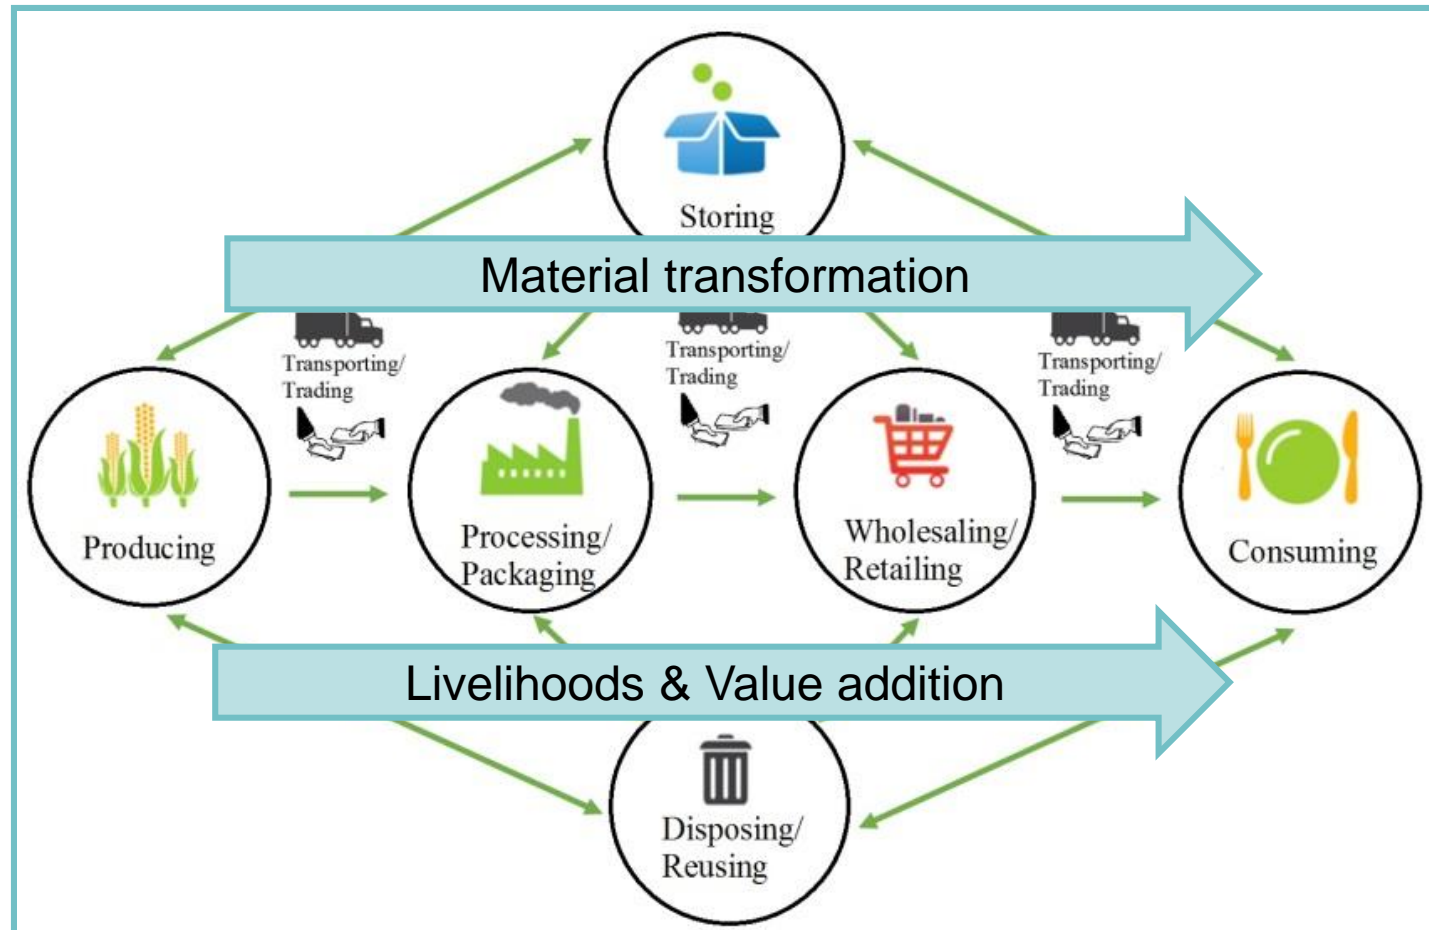 Storing
Material transformation
Transporting/
Trading
Transporting/
Trading
Transporting/
Trading
Producing
Processing/
Packaging
Wholesaling/
Retailing
Consuming
Livelihoods & Value addition
Disposing/
Reusing